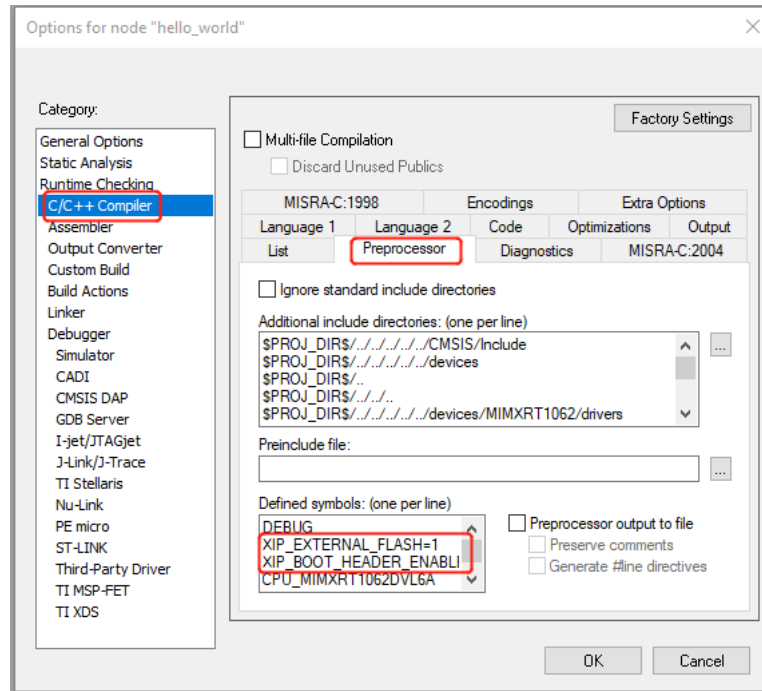 Options for node "hello_world"
Category:
General Options
Static Analysis
Runtime Checking
C/C++ Compiler
Assembler
Output Converter
Custom Build
Build Actions
Linker
Debugger
Simulator
CADI
CMSIS DAP
GDB Server
I-jet/JTAGjet
J-Link/J-Trace
TI Stellaris
Nu-Link
PE micro
ST-LINK
Third-Party Driver
TI MSP-FET
TI XDS
Factory Settings
Multi-file Compilation
Discard Unused Publics
MISRA-C:1998 Encodings Extra Options
Language 1 Language 2 Code Optimizations Output
List Preprocessor Diagnostics MISRA-C:2004
Ignore standard include directories
Additional include directories: (one per line)
$PROJ_DIR$/../../../../../CMSIS/Include
$PROJ_DIR$/../../../../../devices
$PROJ_DIR$/..
$PROJ_DIR$/../../..
$PROJ_DIR$/../../../../../devices/MIMXRT1062/drivers
...
Preinclude file:
...
Defined symbols: (one per line)
DEBUG
XIP_EXTERNAL_FLASH=1
XIP_BOOT_HEADER_ENABLI
CPU_MIMXRT1062DVL6A
Preprocessor output to file
Preserve comments
Generate #line directives
OK Cancel